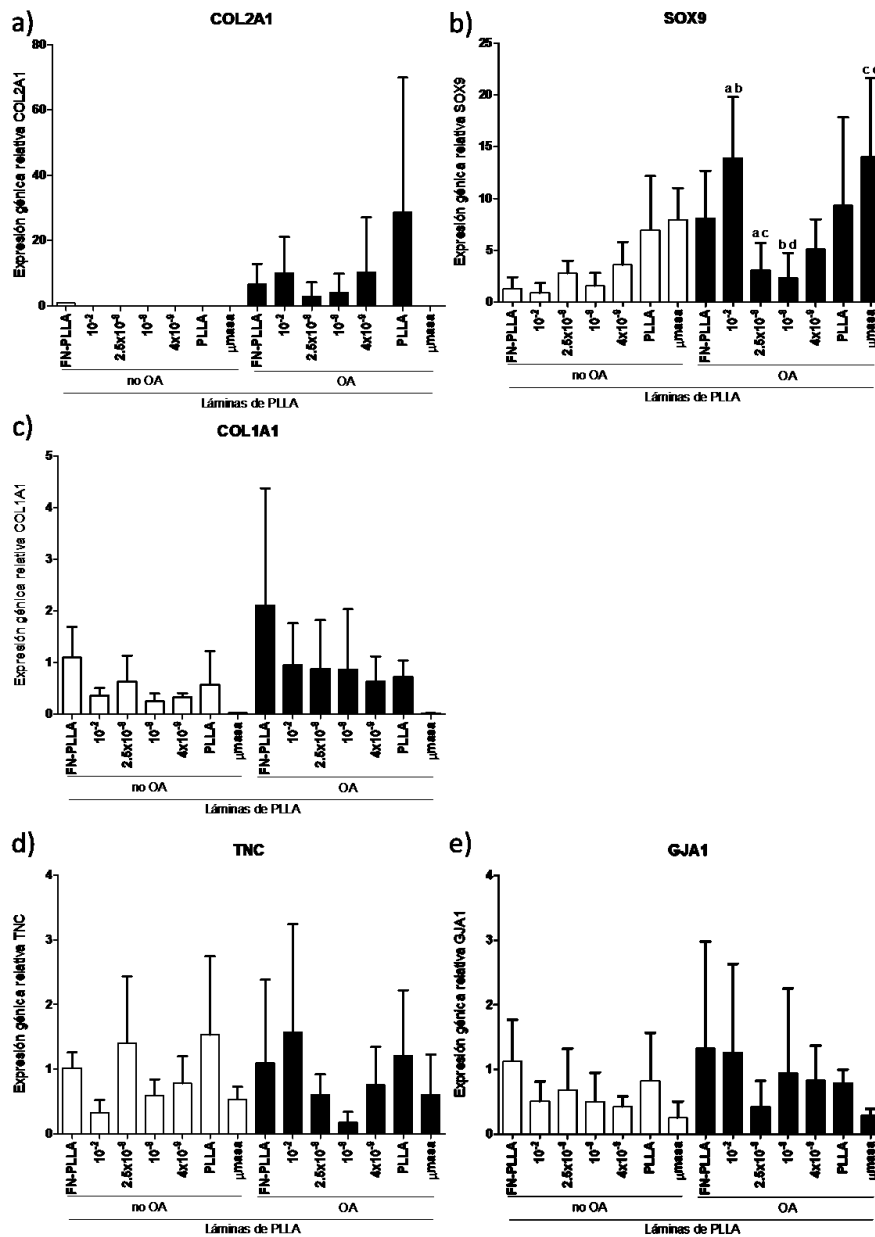 a)
COL2A1
Expresión génica relativa COL2A1
80
60
40
20
0
FN-PLLA
10⁻²
2.5x10⁻⁸
10⁻⁸
4x10⁻⁹
PLLA
µmasa
FN-PLLA
10⁻²
2.5x10⁻⁸
10⁻⁸
4x10⁻⁹
PLLA
µmasa
no OA
OA
Láminas de PLLA
b)
SOX9
Expresión génica relativa SOX9
25
20
15
10
5
0
a b
a c
b d
FN-PLLA
10⁻²
2.5x10⁻⁸
10⁻⁸
4x10⁻⁹
PLLA
µmasa
FN-PLLA
10⁻²
2.5x10⁻⁸
10⁻⁸
4x10⁻⁹
PLLA
µmasa
no OA
OA
Láminas de PLLA
c)
COL1A1
Expresión génica relativa COL1A1
5
4
3
2
1
0
FN-PLLA
10⁻²
2.5x10⁻⁸
10⁻⁸
4x10⁻⁹
PLLA
µmasa
FN-PLLA
10⁻²
2.5x10⁻⁸
10⁻⁸
4x10⁻⁹
PLLA
µmasa
no OA
OA
Láminas de PLLA
d)
TNC
Expresión génica relativa TNC
4
3
2
1
0
FN-PLLA
10⁻²
2.5x10⁻⁸
10⁻⁸
4x10⁻⁹
PLLA
µmasa
FN-PLLA
10⁻²
2.5x10⁻⁸
10⁻⁸
4x10⁻⁹
PLLA
µmasa
no OA
OA
Láminas de PLLA
e)
GJA1
Expresión génica relativa GJA1
4
3
2
1
0
FN-PLLA
10⁻²
2.5x10⁻⁸
10⁻⁸
4x10⁻⁹
PLLA
µmasa
FN-PLLA
10⁻²
2.5x10⁻⁸
10⁻⁸
4x10⁻⁹
PLLA
µmasa
no OA
OA
Láminas de PLLA